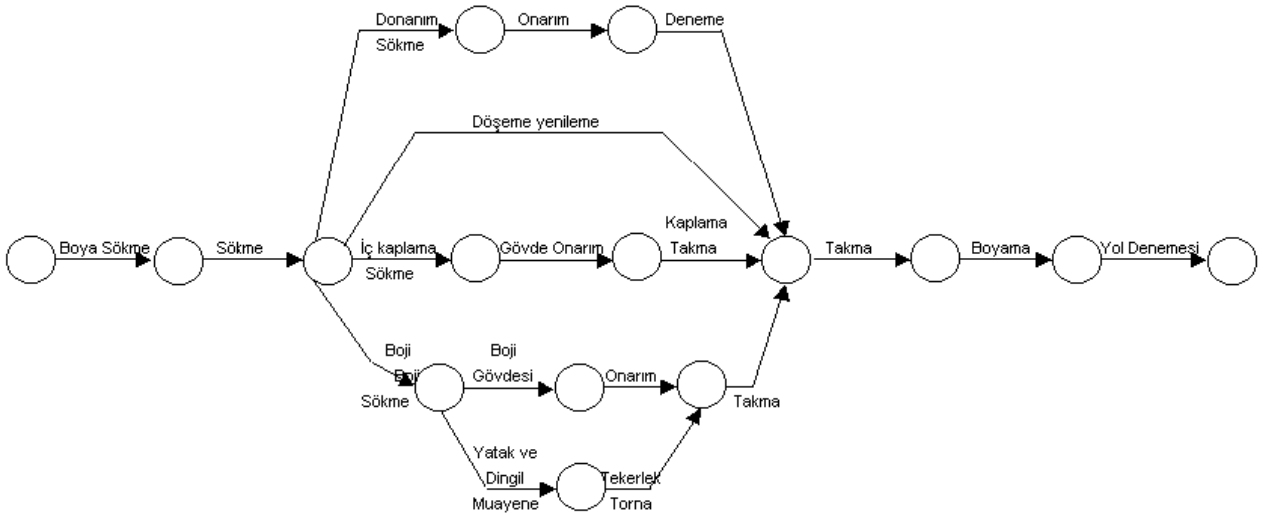 Donanım
Sökme
Onarım
Deneme
Döşeme yenileme
Boya Sökme
Sökme
İç kaplama
Sökme
Gövde Onarım
Kaplama
Takma
Takma
Boyama
Yol Denemesi
Boji
Boji
Sökme
Boji
Gövdesi
Onarım
Takma
Yatak ve
Dingil
Muayene
Tekerlek
Torna